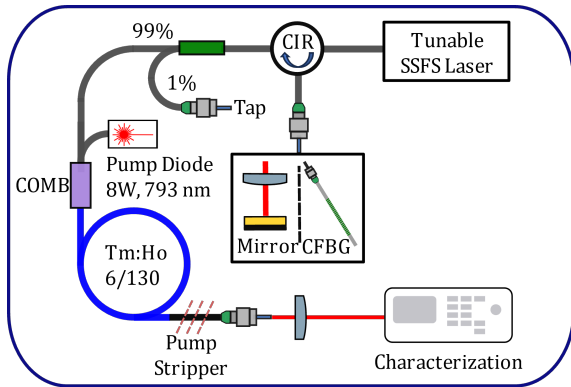 99%
CIR
Tunable
SSFS Laser
1%
Tap
Pump Diode
8W, 793 nm
COMB
Mirror CFBG
Tm:Ho
6/130
Pump
Stripper
Characterization